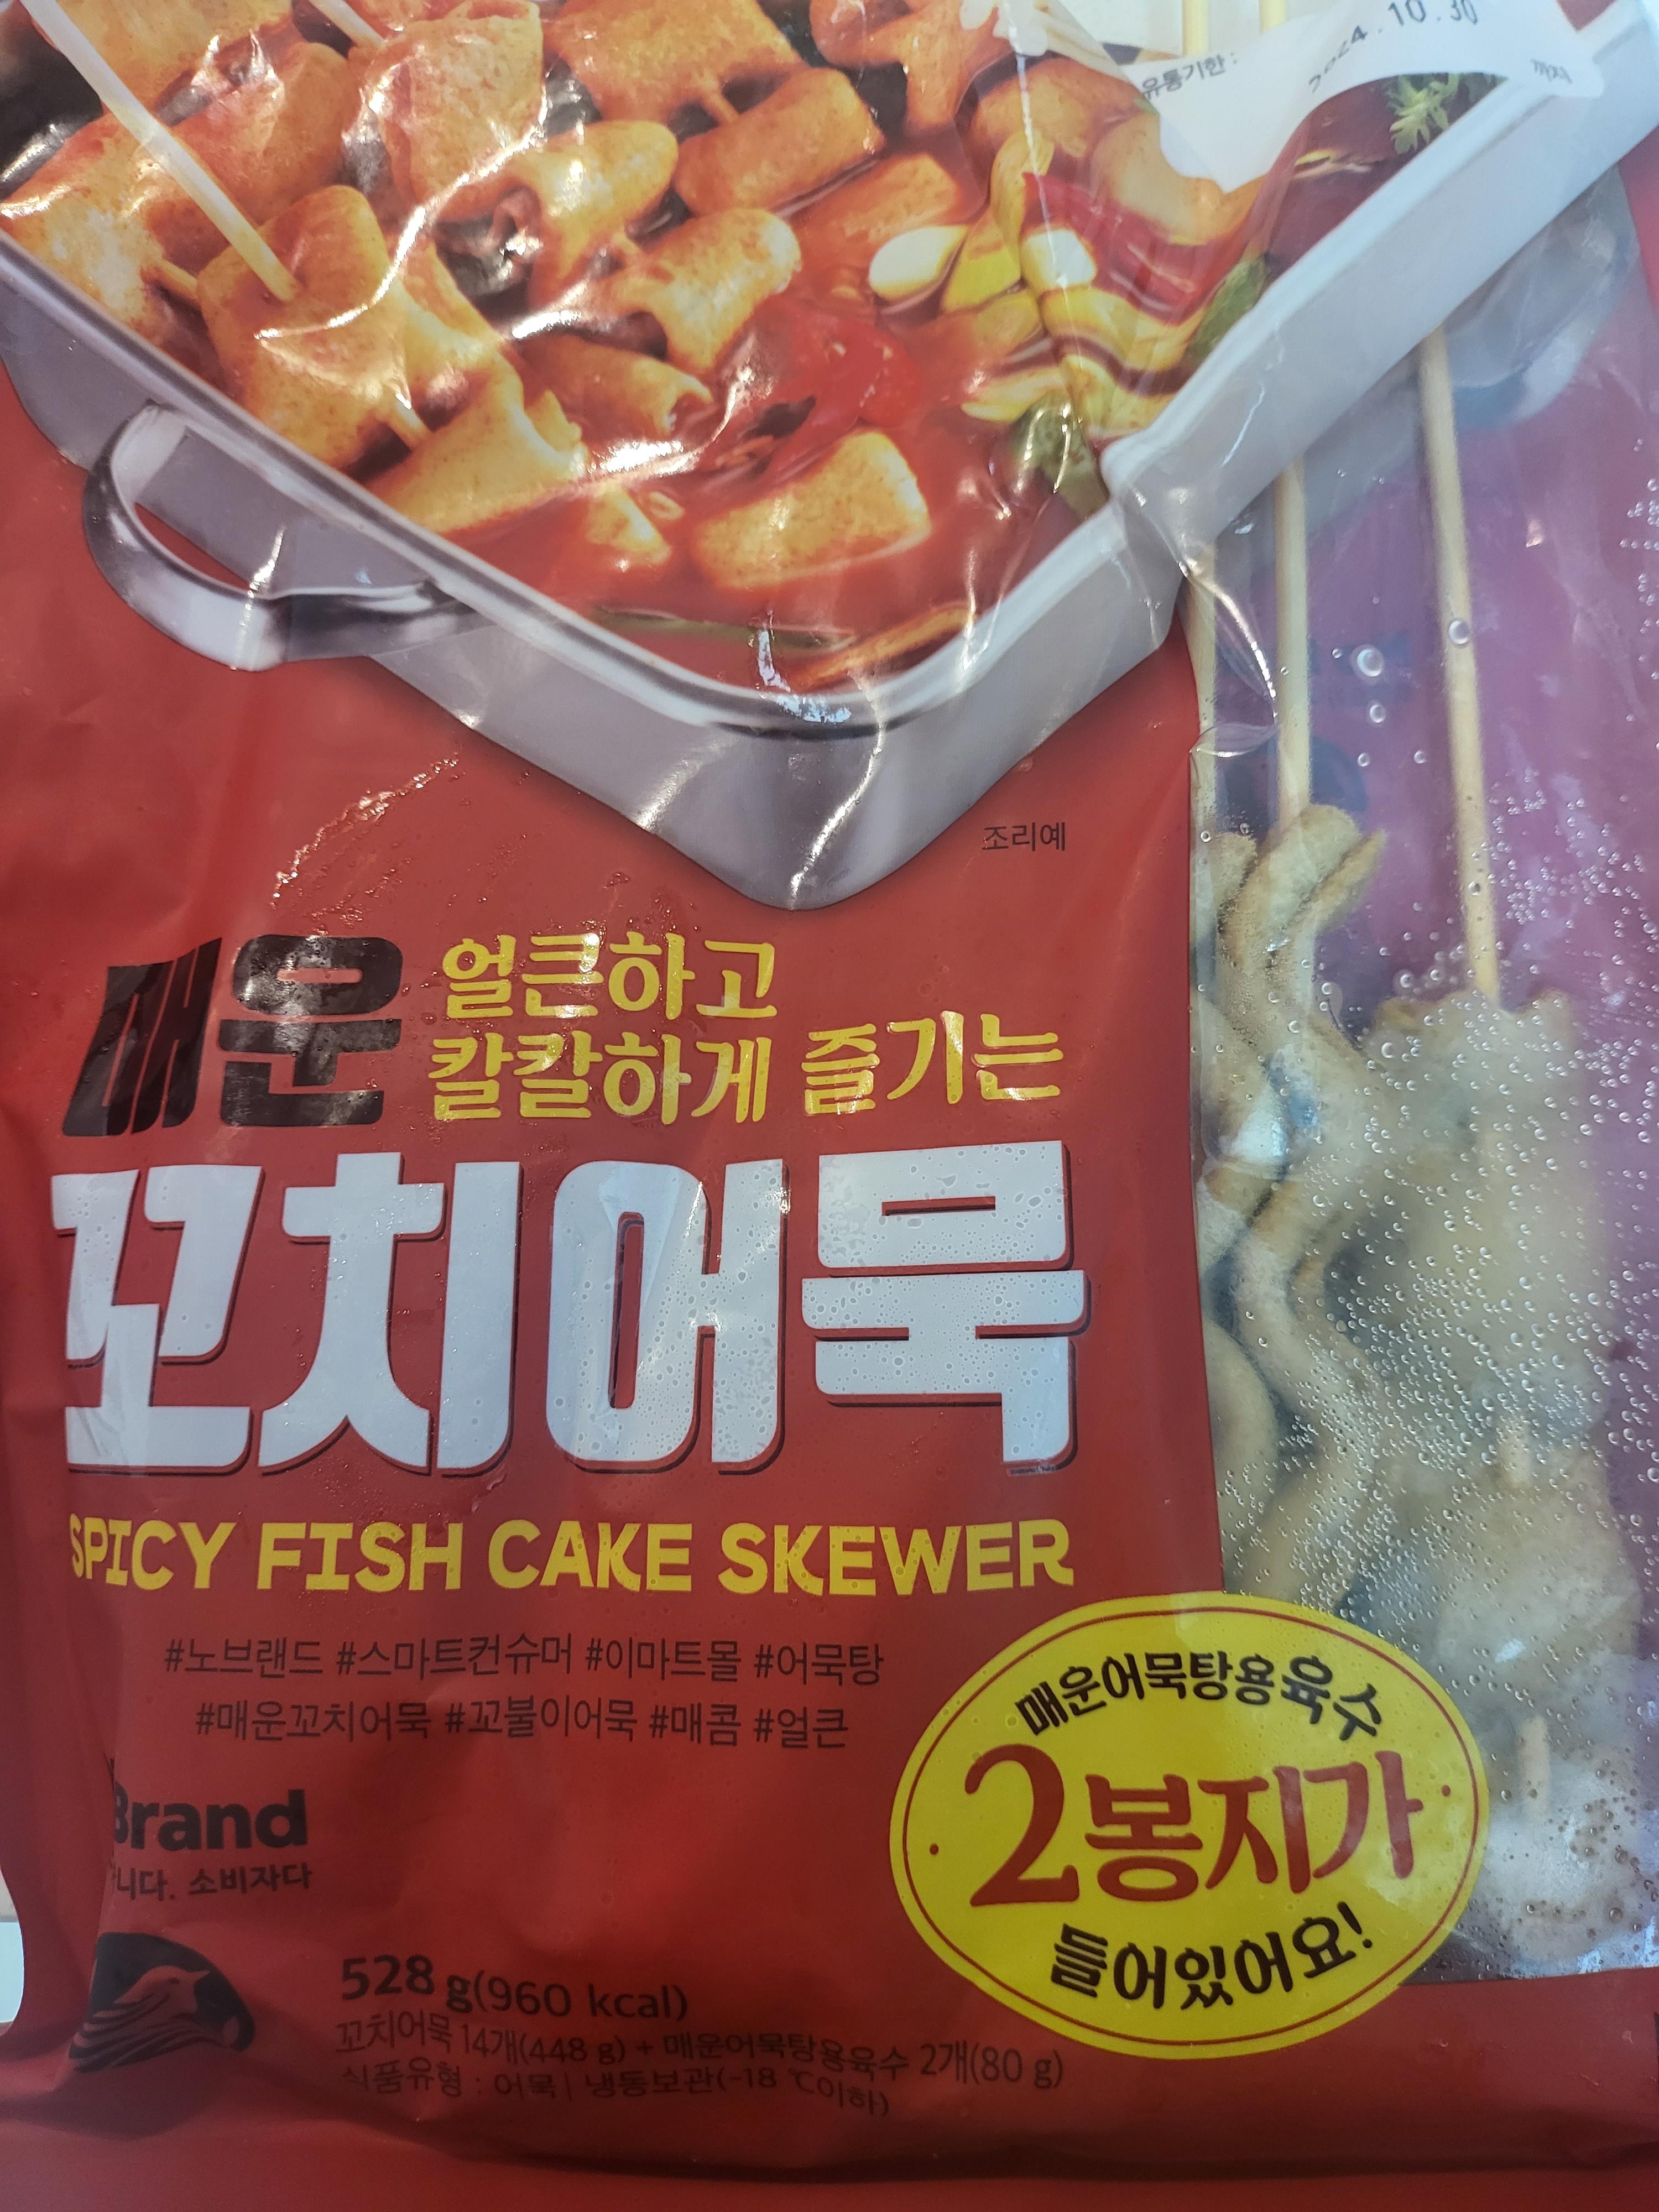 유통기한 :
2024.10.30
까지
조리예
매운
얼큰하고
칼칼하게 즐기는
꼬치어묵
SPICY FISH CAKE SKEWER
#노브랜드 #스마트컨슈머 #이마트몰 #어묵탕
#매운꼬치어묵 #꼬불이어묵 #매콤 #얼큰
매운어묵탕용육수
2봉지가
들어있어요!
Brand
니다. 소비자다
528 g(960 kcal)
꼬치어묵 14개(448 g) + 매운어묵탕용육수 2개(80 g)
식품유형 : 어묵 | 냉동보관(-18 ℃이하)